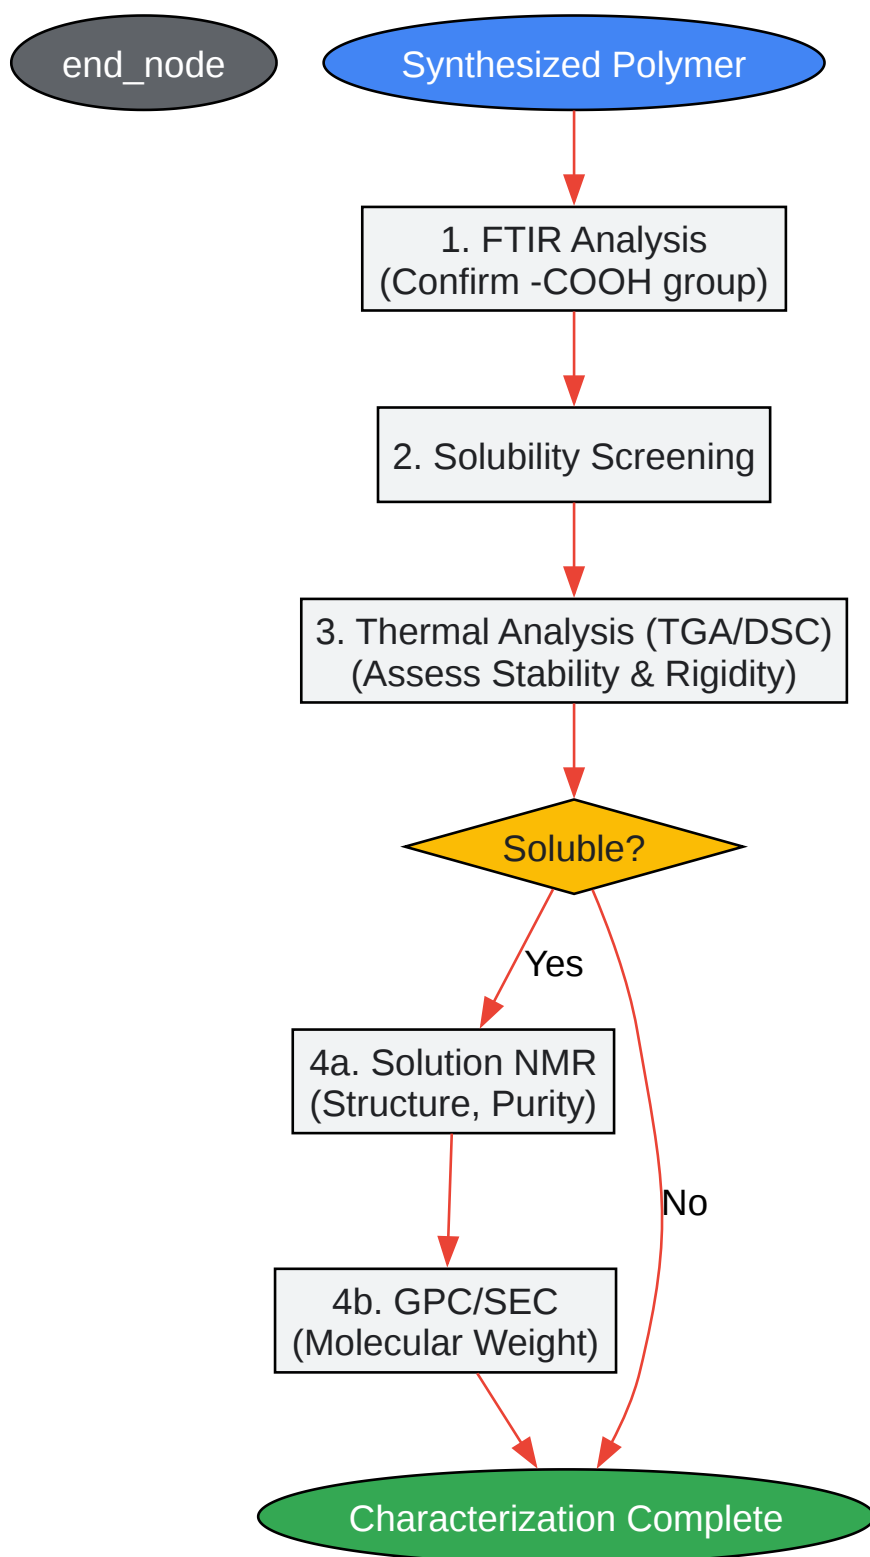 end_node
Synthesized Polymer
1. FTIR Analysis
(Confirm -COOH group)
2. Solubility Screening
3. Thermal Analysis (TGA/DSC)
(Assess Stability & Rigidity)
Soluble?
Yes
4a. Solution NMR
(Structure, Purity)
No
4b. GPC/SEC
(Molecular Weight)
Characterization Complete